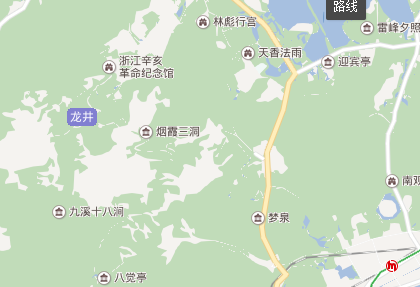 路线
林彪行宫
雷峰夕照
天香法雨
迎宾亭
浙江辛亥
革命纪念馆
龙井
烟霞三洞
南观
九溪十八涧
梦泉
八觉亭